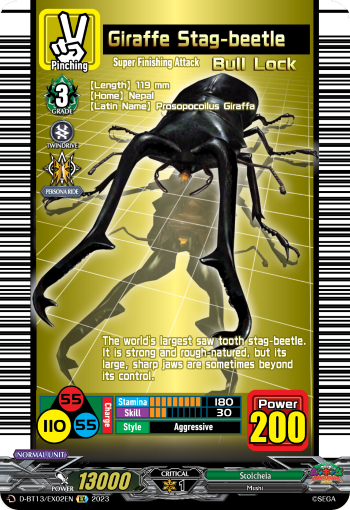 Giraffe Stag-beetle
Pinching
Super Finishing Attack Bull Lock
【Length】 119 mm
【Home】 Nepal
【Latin Name】 Prosopocoilus Giraffa
3
GRADE
TWINDRIVE
PERSONA RIDE
The world's largest saw tooth stag-beetle.
It is strong and rough-natured, but its
large, sharp jaws are sometimes beyond
its control.
55
110 55
Charge
Stamina 180
Skill 30
Style Aggressive
Power
200
NORMAL UNIT
POWER 13000
CRITICAL
1
Stoicheia
Mushi
D-BT13/EX02EN EX 2023
©SEGA